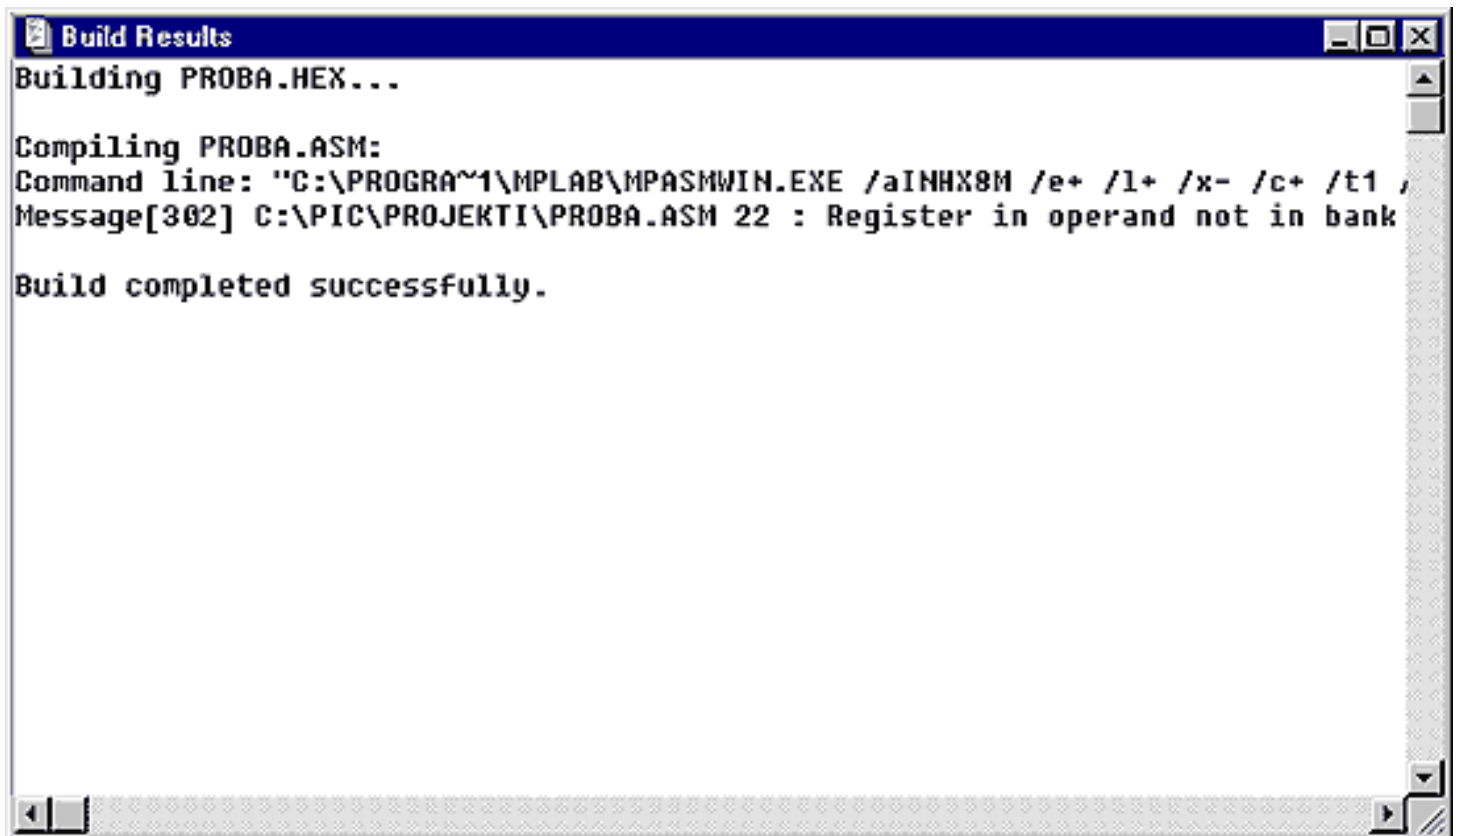 Build Results
Building PROBA.HEX...
Compiling PROBA.ASM:
Command line: "C:\PROGRA~1\MPLAB\MPASMWIN.EXE /aINHX8M /e+ /l+ /x- /c+ /t1 /
Message[302] C:\PIC\PROJEKTI\PROBA.ASM 22 : Register in operand not in bank
Build completed successfully.